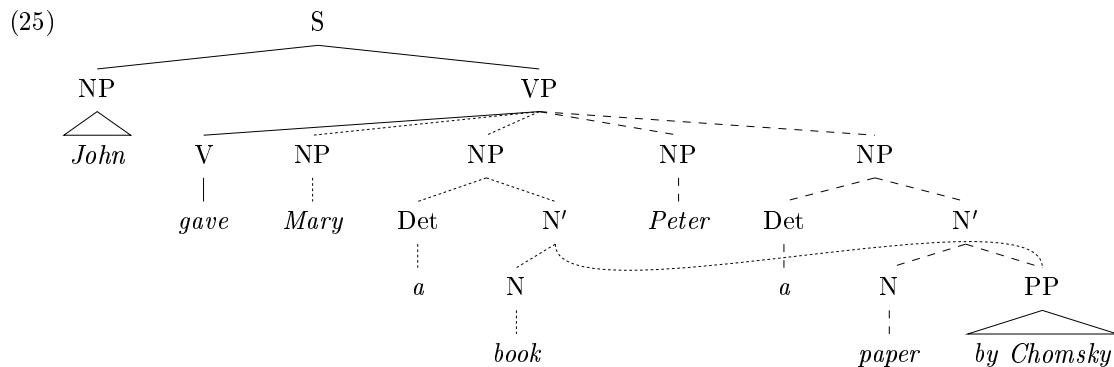 (25) S
NP VP
John V NP NP NP NP
gave Mary Det N′ Peter Det N′
a N a N PP
book paper by Chomsky